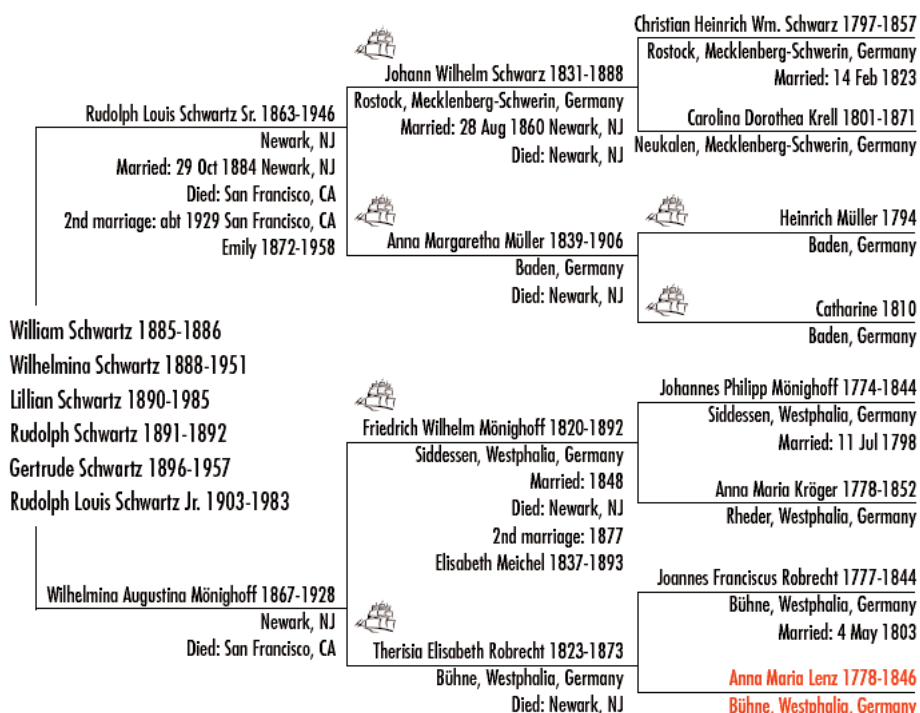 Christian Heinrich Wm. Schwarz 1797-1857
Rostock, Mecklenberg-Schwerin, Germany
Married: 14 Feb 1823
Johann Wilhelm Schwarz 1831-1888
Rostock, Mecklenberg-Schwerin, Germany
Married: 28 Aug 1860 Newark, NJ
Died: Newark, NJ
Carolina Dorothea Krell 1801-1871
Neukalen, Mecklenberg-Schwerin, Germany
Rudolph Louis Schwartz Sr. 1863-1946
Newark, NJ
Married: 29 Oct 1884 Newark, NJ
Died: San Francisco, CA
2nd marriage: abt 1929 San Francisco, CA
Emily 1872-1958
Heinrich Müller 1794
Baden, Germany
Anna Margaretha Müller 1839-1906
Baden, Germany
Died: Newark, NJ
Catharine 1810
Baden, Germany
William Schwartz 1885-1886
Wilhelmina Schwartz 1888-1951
Lillian Schwartz 1890-1985
Rudolph Schwartz 1891-1892
Gertrude Schwartz 1896-1957
Rudolph Louis Schwartz Jr. 1903-1983
Johannes Philipp Mönighoff 1774-1844
Siddessen, Westphalia, Germany
Married: 11 Jul 1798
Friedrich Wilhelm Mönighoff 1820-1892
Siddessen, Westphalia, Germany
Married: 1848
Died: Newark, NJ
2nd marriage: 1877
Elisabeth Meichel 1837-1893
Anna Maria Kröger 1778-1852
Rheder, Westphalia, Germany
Wilhelmina Augustina Mönighoff 1867-1928
Newark, NJ
Died: San Francisco, CA
Joannes Franciscus Robrecht 1777-1844
Bühne, Westphalia, Germany
Married: 4 May 1803
Therisia Elisabeth Robrecht 1823-1873
Bühne, Westphalia, Germany
Died: Newark, NJ
Anna Maria Lenz 1778-1846
Bühne, Westphalia, Germany